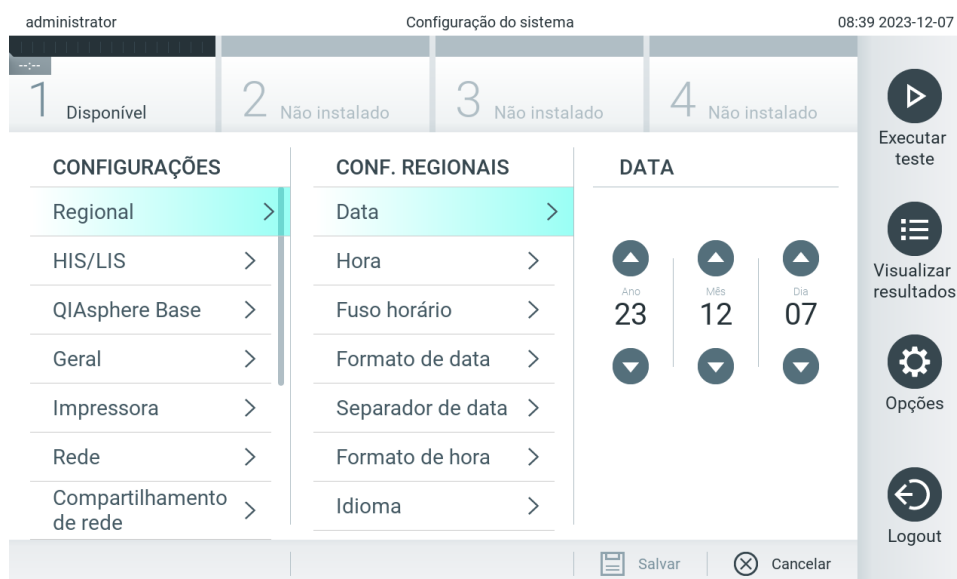 administrator
Configuração do sistema
08:39 2023-12-07
--:--
1 Disponível
2 Não instalado
3 Não instalado
4 Não instalado
CONFIGURAÇÕES
Regional
HIS/LIS
QIAsphere Base
Geral
Impressora
Rede
Compartilhamento
de rede
CONF. REGIONAIS
Data
Hora
Fuso horário
Formato de data
Separador de data
Formato de hora
Idioma
DATA
Ano Mês Dia
23 12 07
Executar
teste
Visualizar
resultados
Opções
Logout
Salvar
Cancelar